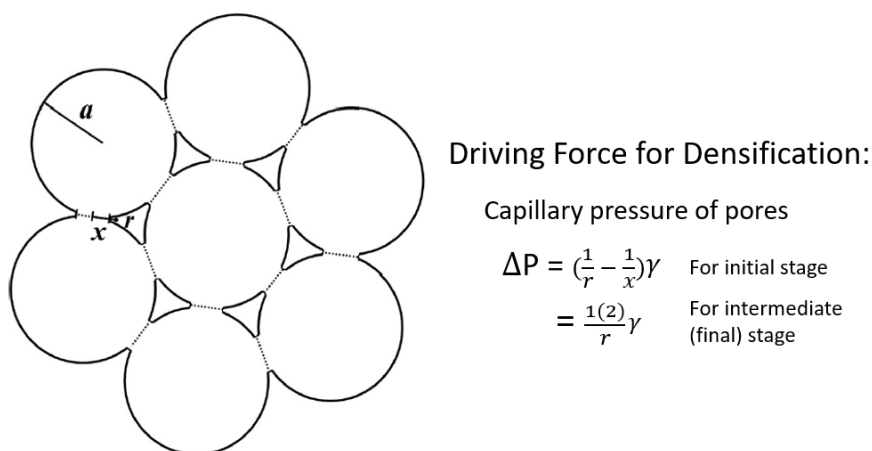 a
r
x
Driving Force for Densification:
Capillary pressure of pores
ΔP = (1/r − 1/x)γ For initial stage
= 1(2)/r γ For intermediate
(final) stage